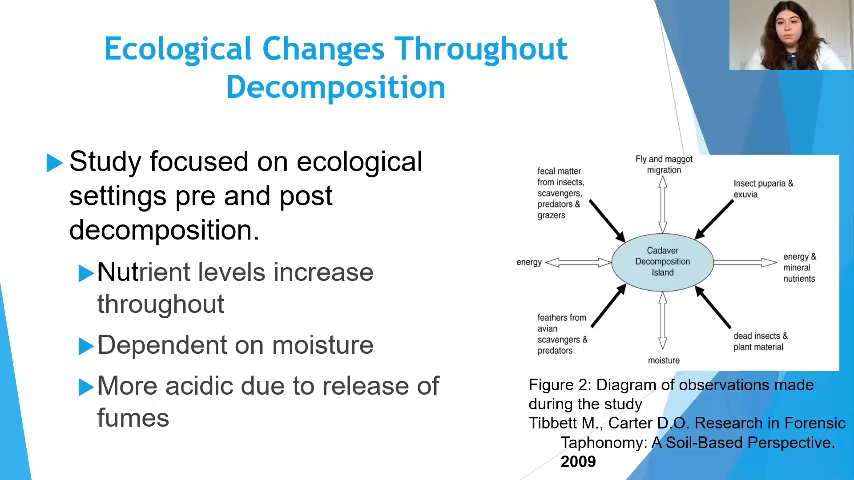 Ecological Changes Throughout
Decomposition
Study focused on ecological
settings pre and post
decomposition.
Nutrient levels increase
throughout
Dependent on moisture
More acidic due to release of
fumes
Fly and maggot
migration
fecal matter
from insects,
scavengers,
predators &
grazers
Insect puparia &
exuvia
Cadaver
Decomposition
Island
energy
energy &
mineral
nutrients
feathers from
avian
scavengers &
predators
moisture
dead insects &
plant material
Figure 2: Diagram of observations made
during the study
Tibbett M., Carter D.O. Research in Forensic
Taphonomy: A Soil-Based Perspective.
2009